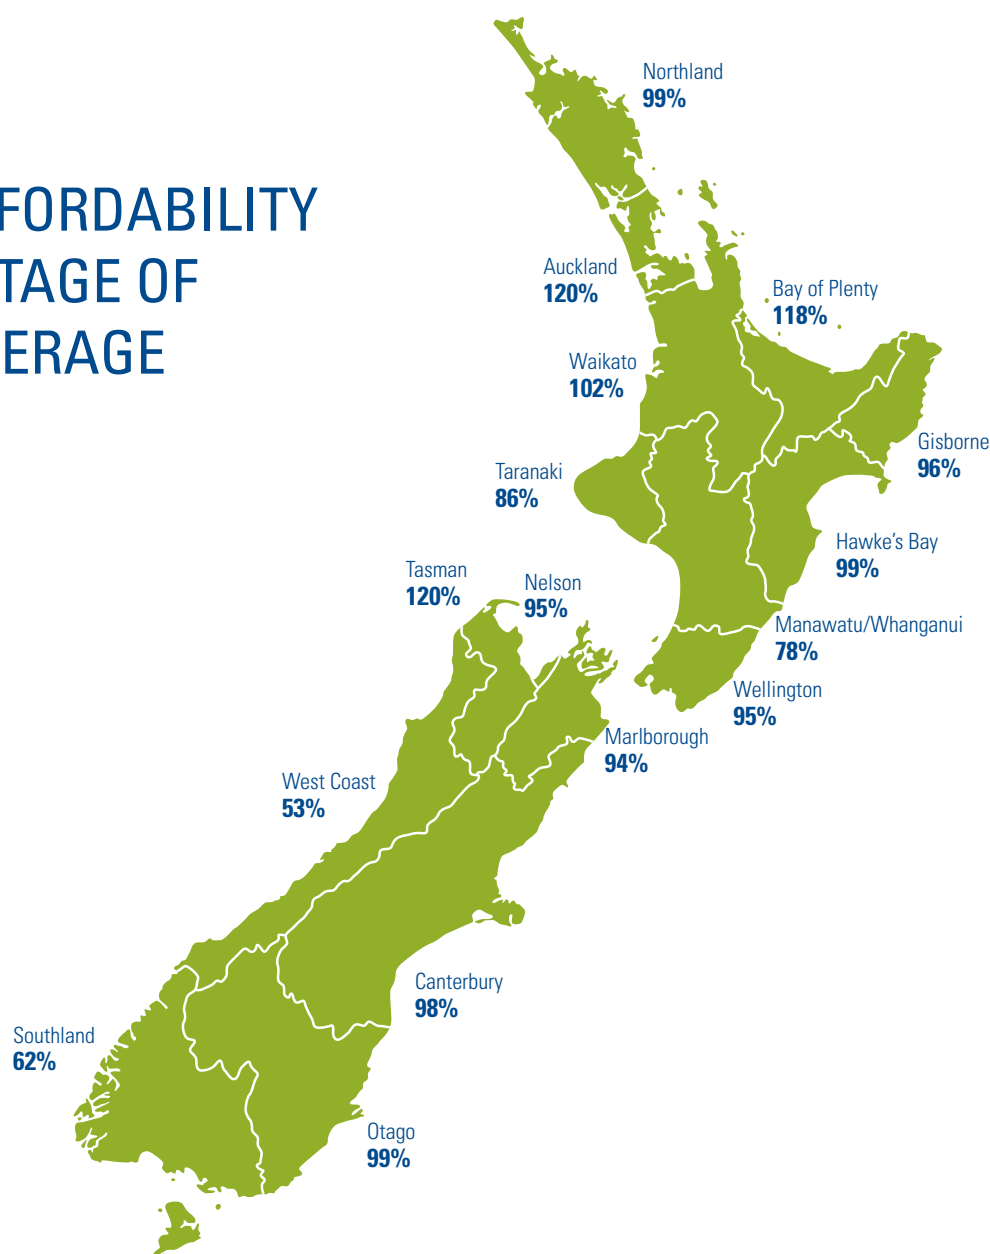 FORDABILITY
TAGE OF
ERAGE
Northland
99%
Auckland
120%
Bay of Plenty
118%
Waikato
102%
Gisborne
96%
Taranaki
86%
Hawke's Bay
99%
Tasman
120%
Nelson
95%
Manawatu/Whanganui
78%
Wellington
95%
Marlborough
94%
West Coast
53%
Canterbury
98%
Southland
62%
Otago
99%